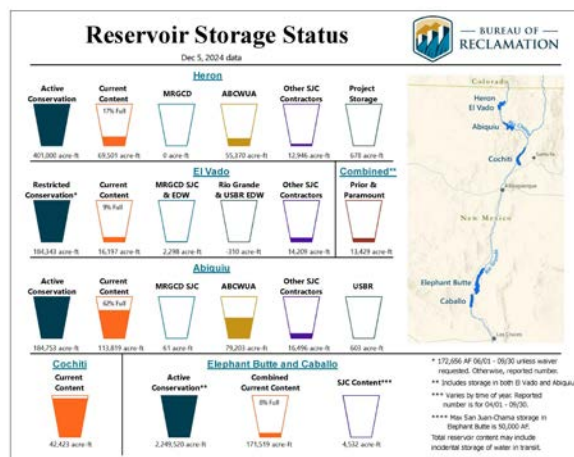 Reservoir Storage Status
BUREAU OF
RECLAMATION
Dec 5, 2024 data
Heron
Active Conservation
Current Content
MRGCD
ABCWUA
Other SJC Contractors
Project Storage
17% Full
401,000 acre-ft
69,501 acre-ft
0 acre-ft
55,370 acre-ft
12,946 acre-ft
678 acre-ft
El Vado
Combined**
Restricted Conservation*
Current Content
MRGCD SJC & EDW
Rio Grande & USBR EDW
Other SJC Contractors
Prior & Paramount
9% Full
184,343 acre-ft
16,197 acre-ft
2,298 acre-ft
-310 acre-ft
14,209 acre-ft
13,429 acre-ft
Abiquiu
Active Conservation
Current Content
MRGCD SJC
ABCWUA
Other SJC Contractors
USBR
62% Full
184,753 acre-ft
113,819 acre-ft
61 acre-ft
79,203 acre-ft
16,496 acre-ft
603 acre-ft
Cochiti
Current Content
42,423 acre-ft
Elephant Butte and Caballo
Active Conservation**
Combined Current Content
SJC Content***
8% Full
2,249,520 acre-ft
171,519 acre-ft
4,532 acre-ft
Colorado
Heron
El Vado
Abiquiu
Cochiti
Santa Fe
Albuquerque
New Mexico
Elephant Butte
Caballo
Las Cruces
* 172,656 AF 06/01 - 09/30 unless waiver
requested. Otherwise, reported number.
** Includes storage in both El Vado and Abiquiu
*** Varies by time of year. Reported
number is for 04/01 - 09/30.
**** Max San Juan-Chama storage in
Elephant Butte is 50,000 AF.
Total reservoir content may include
incidental storage of water in transit.